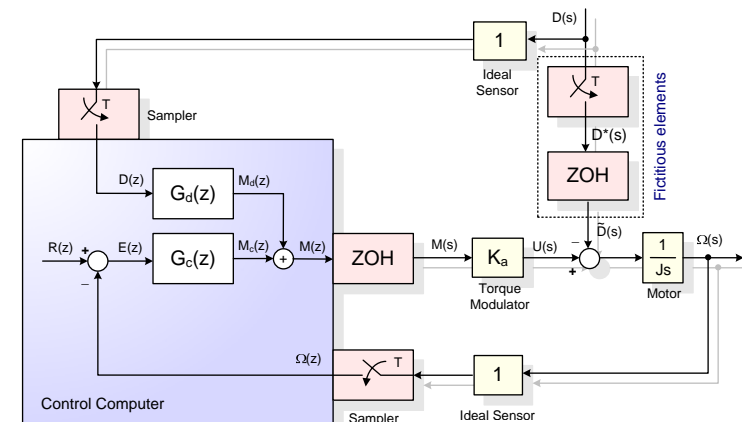 D(s)
1
Ideal
Sensor
T
Sampler
T
D*(s)
ZOH
Fictitious elements
D(z)
G_d(z)
M_d(z)
D̃(s)
R(z)
+
−
E(z)
G_c(z)
M_c(z)
+
M(z)
ZOH
M(s)
K_a
Torque
Modulator
U(s)
−
+
1
Js
Motor
Ω(s)
Ω(z)
T
Sampler
1
Ideal Sensor
Control Computer